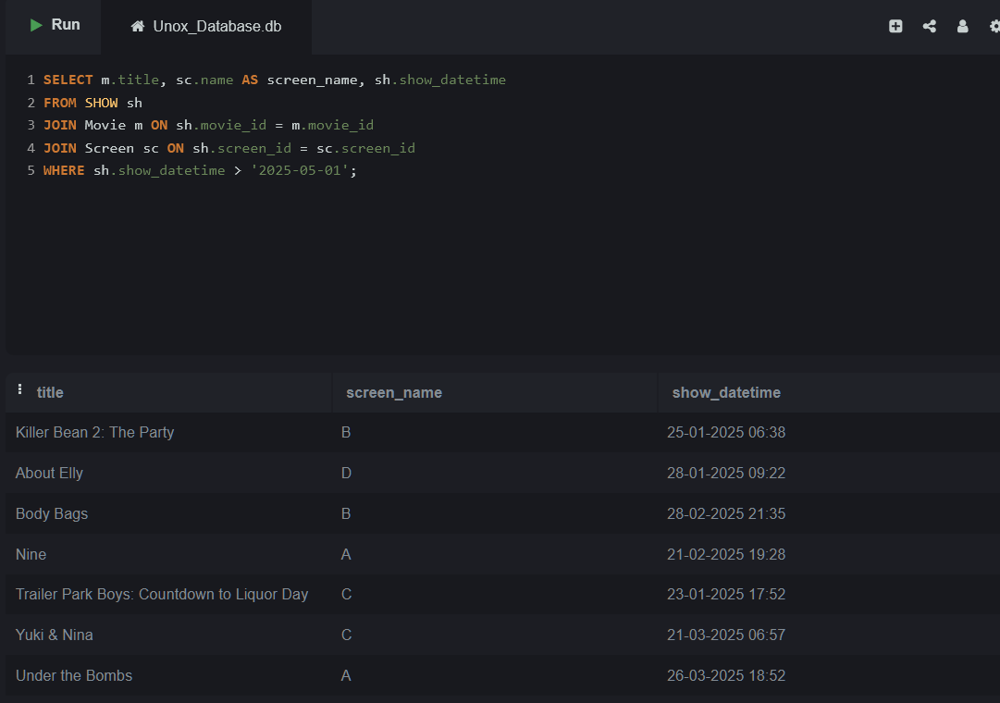 Run
Unox_Database.db
1 SELECT m.title, sc.name AS screen_name, sh.show_datetime
2 FROM SHOW sh
3 JOIN Movie m ON sh.movie_id = m.movie_id
4 JOIN Screen sc ON sh.screen_id = sc.screen_id
5 WHERE sh.show_datetime > '2025-05-01';
title screen_name show_datetime
Killer Bean 2: The Party B 25-01-2025 06:38
About Elly D 28-01-2025 09:22
Body Bags B 28-02-2025 21:35
Nine A 21-02-2025 19:28
Trailer Park Boys: Countdown to Liquor Day C 23-01-2025 17:52
Yuki & Nina C 21-03-2025 06:57
Under the Bombs A 26-03-2025 18:52